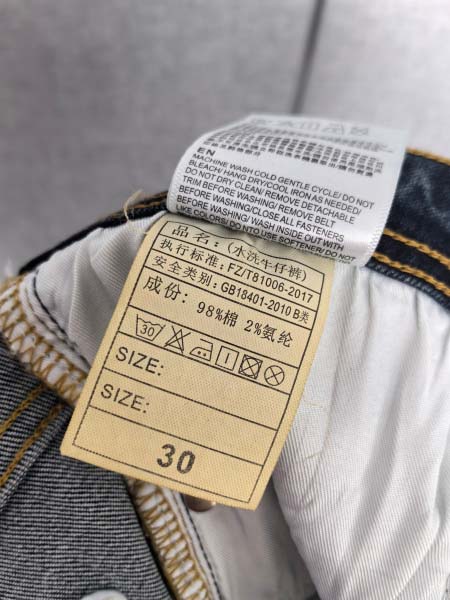 EN
MACHINE WASH COLD GENTLE CYCLE/ DO NOT
BLEACH/ HANG DRY/COOL IRON AS NEEDED/
DO NOT DRY CLEAN/ REMOVE DETACHABLE
TRIM BEFORE WASHING/ REMOVE BELT
BEFORE WASHING/CLOSE ALL FASTENERS
BEFORE WASHING/ WASH INSIDE OUT WITH
LIKE COLORS/ DO NTO USE SOFTENER/ DO NOT
品名:(水洗牛仔裤)
执行标准: FZ/T81006-2017
安全类别: GB18401-2010 B类
成份: 98%棉 2%氨纶
30
SIZE:
SIZE:
30